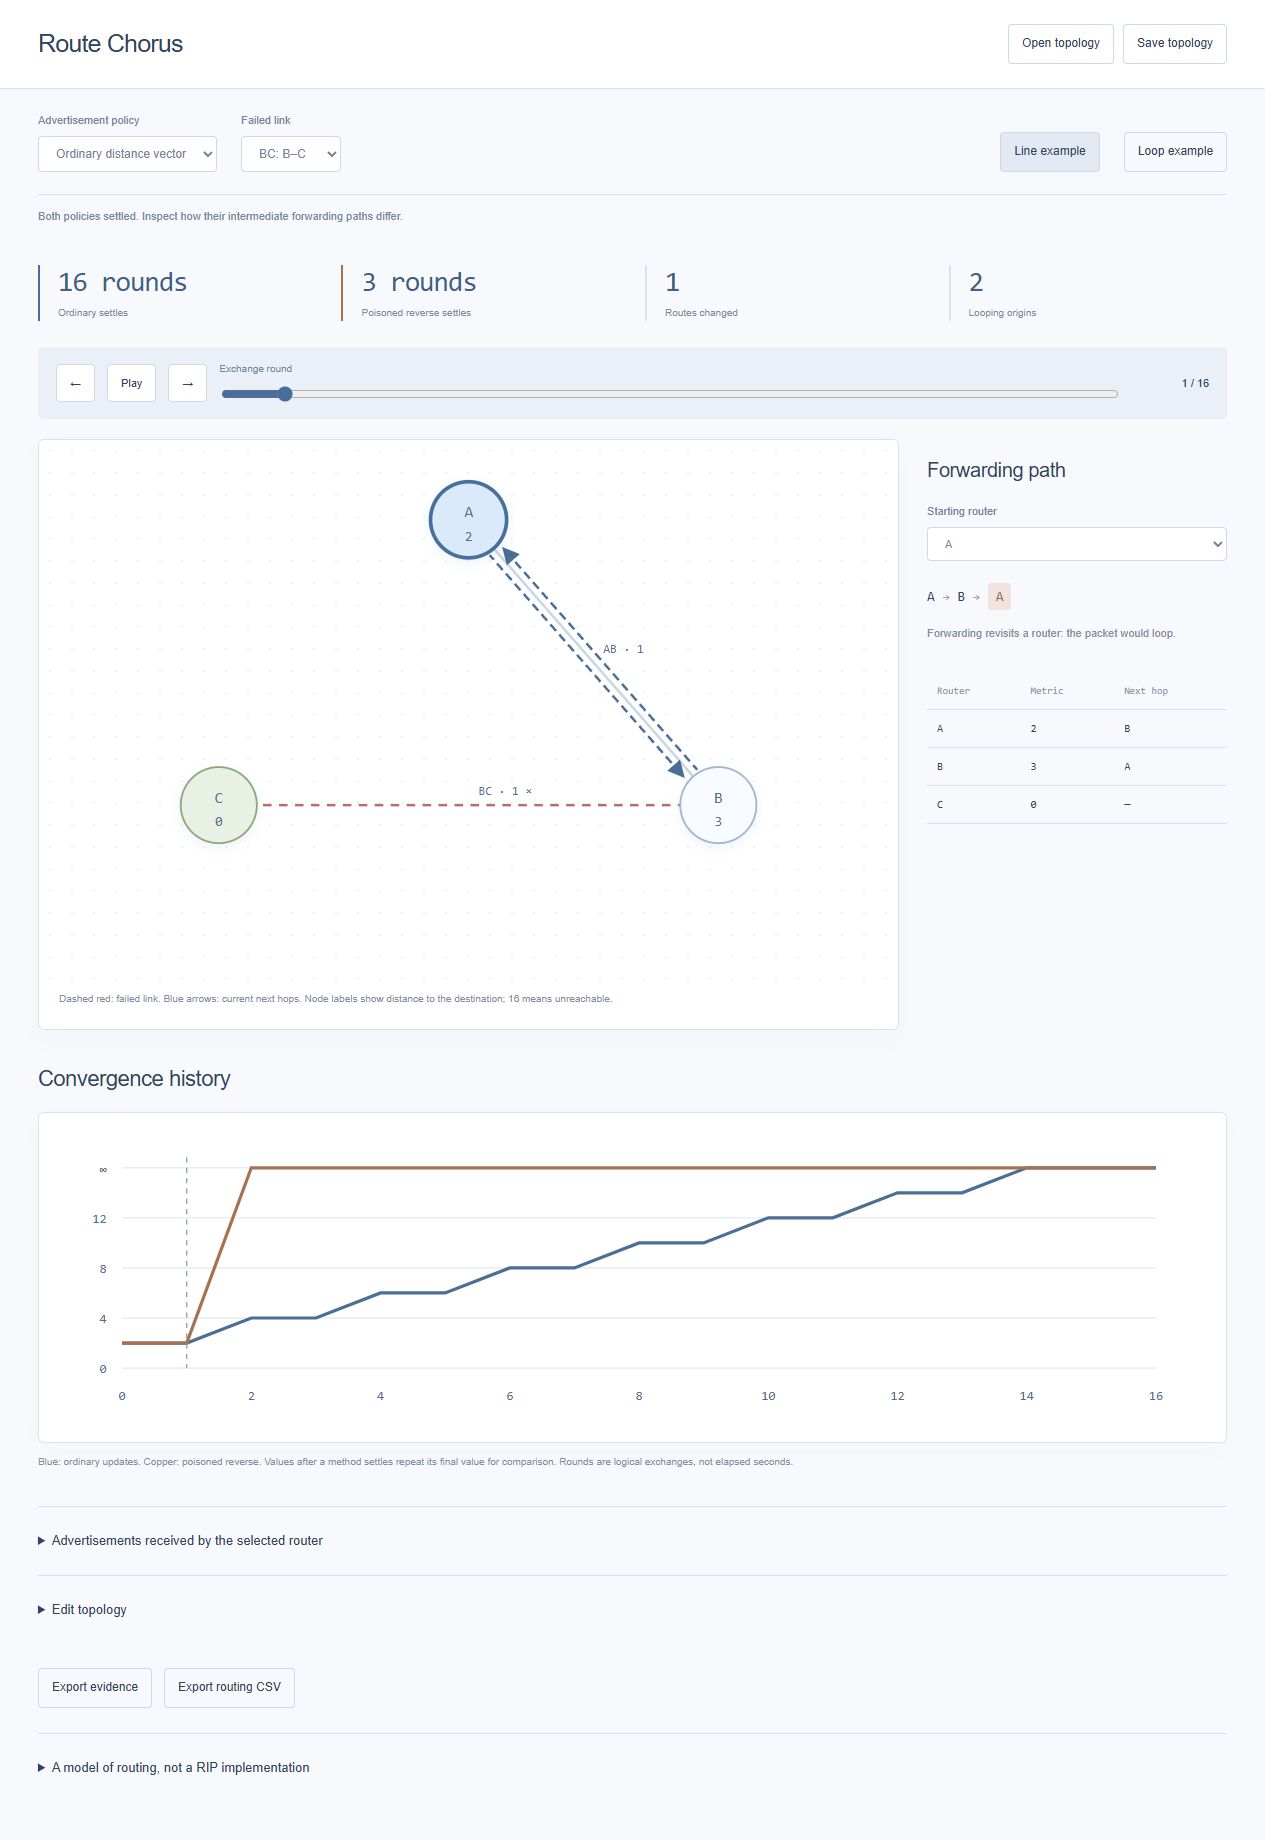 Route Chorus
Open topology
Save topology
Advertisement policy
Failed link
Ordinary distance vector
BC: B–C
Line example
Loop example
Both policies settled. Inspect how their intermediate forwarding paths differ.
16 rounds
Ordinary settles
3 rounds
Poisoned reverse settles
1
Routes changed
2
Looping origins
←
Play
→
Exchange round
1 / 16
A
2
AB · 1
C
0
BC · 1 ×
B
3
Dashed red: failed link. Blue arrows: current next hops. Node labels show distance to the destination; 16 means unreachable.
Forwarding path
Starting router
A
A → B → A
Forwarding revisits a router: the packet would loop.
Router Metric Next hop
A 2 B
B 3 A
C 0 —
Convergence history
∞
12
8
4
0
0 2 4 6 8 10 12 14 16
Blue: ordinary updates. Copper: poisoned reverse. Values after a method settles repeat its final value for comparison. Rounds are logical exchanges, not elapsed seconds.
▶ Advertisements received by the selected router
▶ Edit topology
Export evidence
Export routing CSV
▶ A model of routing, not a RIP implementation